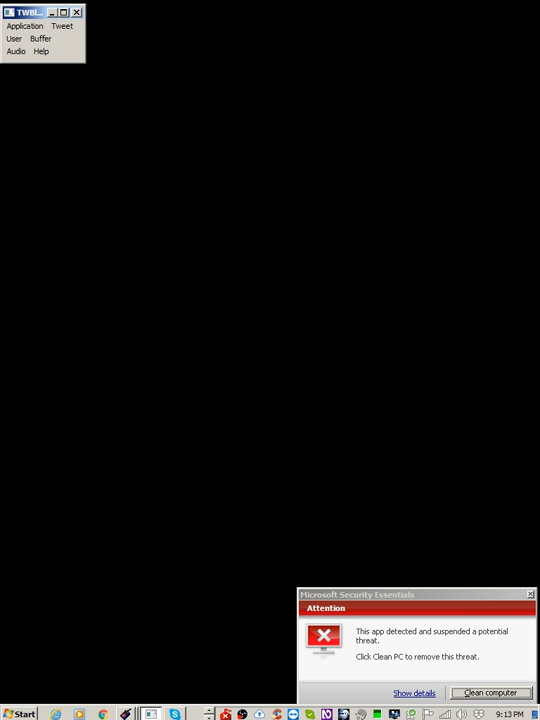 TWBl...
Application Tweet
User Buffer
Audio Help
Microsoft Security Essentials
Attention
This app detected and suspended a potential
threat.
Click Clean PC to remove this threat.
Show details
Clean computer
Start
9:13 PM